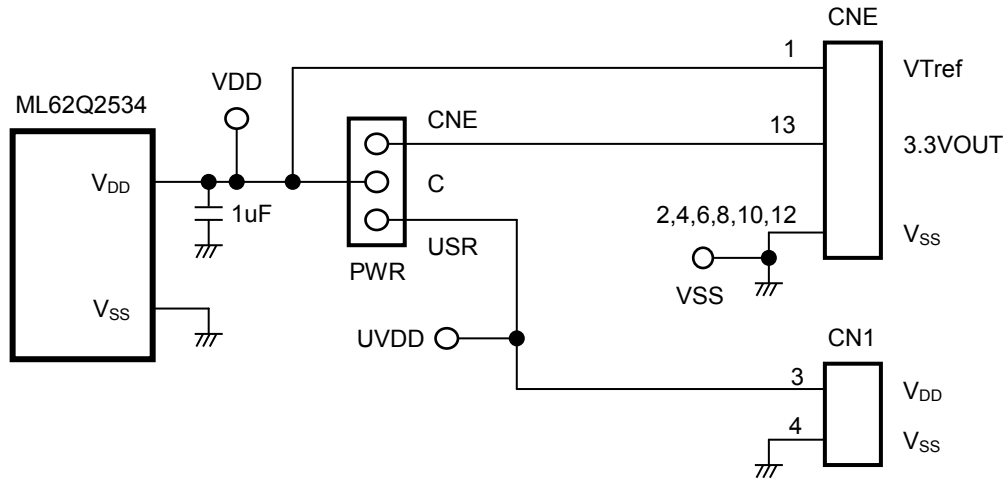 CNE
1
VTref
VDD
ML62Q2534
CNE
13
3.3VOUT
VDD
C
1uF
2,4,6,8,10,12
VSS
USR
PWR
VSS
VSS
UVDD
CN1
3
VDD
4
VSS